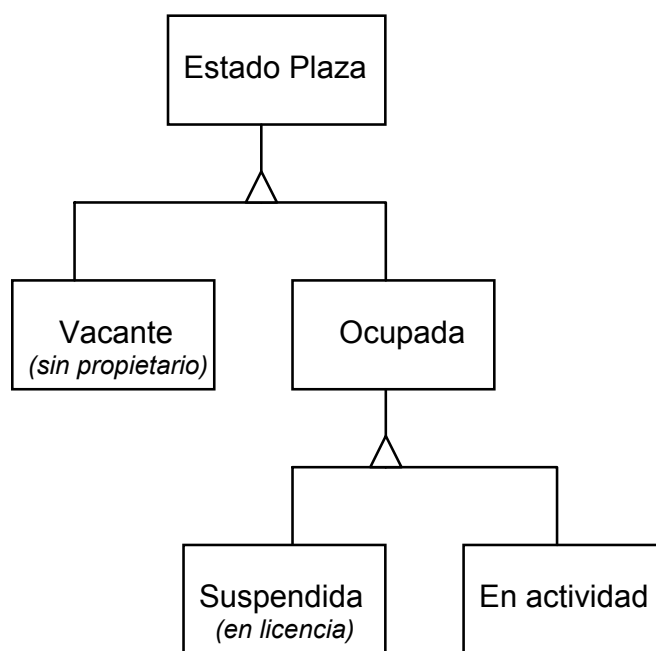 Estado Plaza
Vacante
(sin propietario)
Ocupada
Suspendida
(en licencia)
En actividad